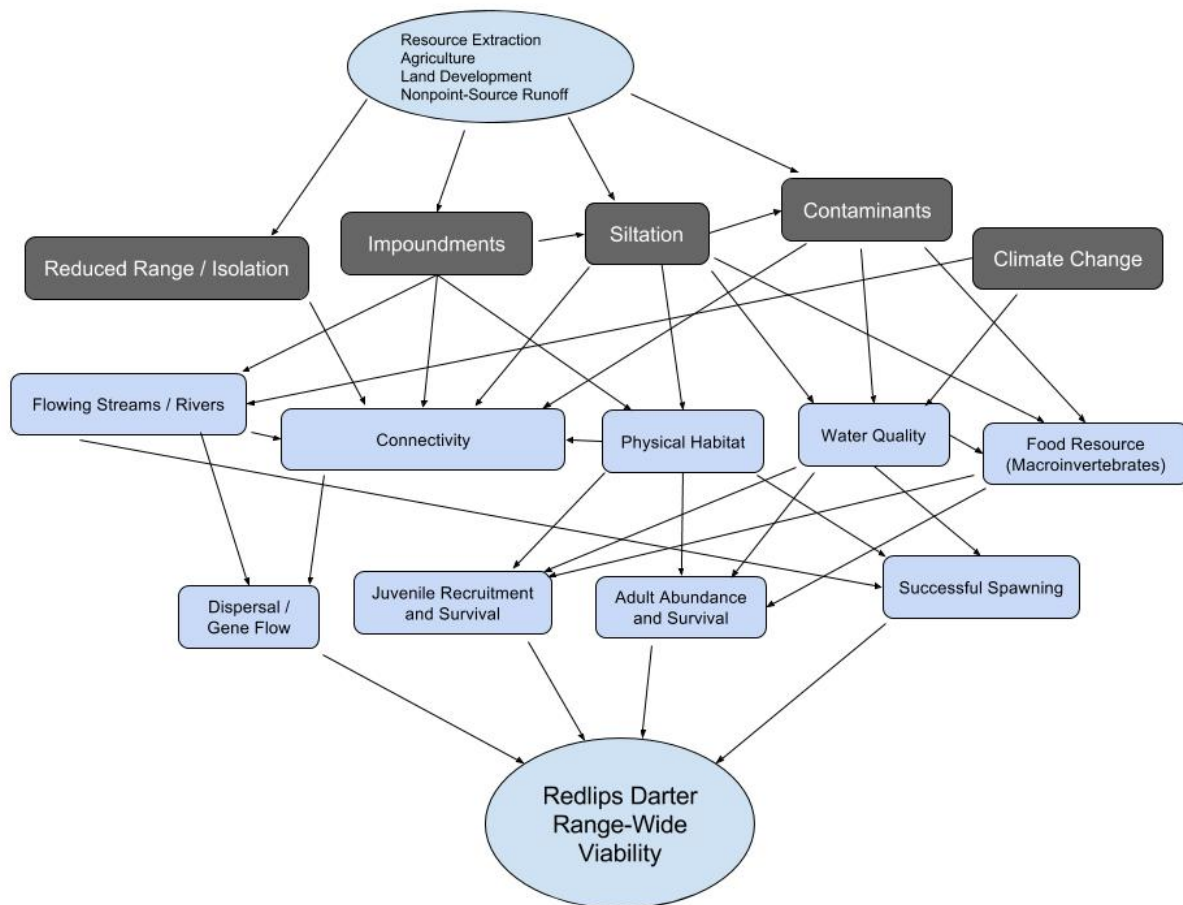 Resource Extraction
Agriculture
Land Development
Nonpoint-Source Runoff
Reduced Range / Isolation
Impoundments
Siltation
Contaminants
Climate Change
Flowing Streams / Rivers
Connectivity
Physical Habitat
Water Quality
Food Resource
(Macroinvertebrates)
Dispersal /
Gene Flow
Juvenile Recruitment
and Survival
Adult Abundance
and Survival
Successful Spawning
Redlips Darter
Range-Wide
Viability